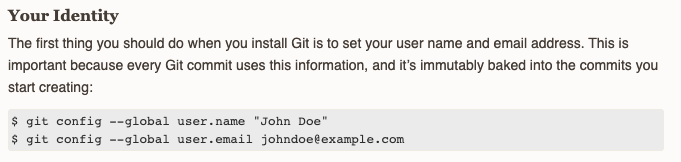 Your Identity
The first thing you should do when you install Git is to set your user name and email address. This is
important because every Git commit uses this information, and it’s immutably baked into the commits you
start creating:
$ git config --global user.name "John Doe"
$ git config --global user.email johndoe@example.com